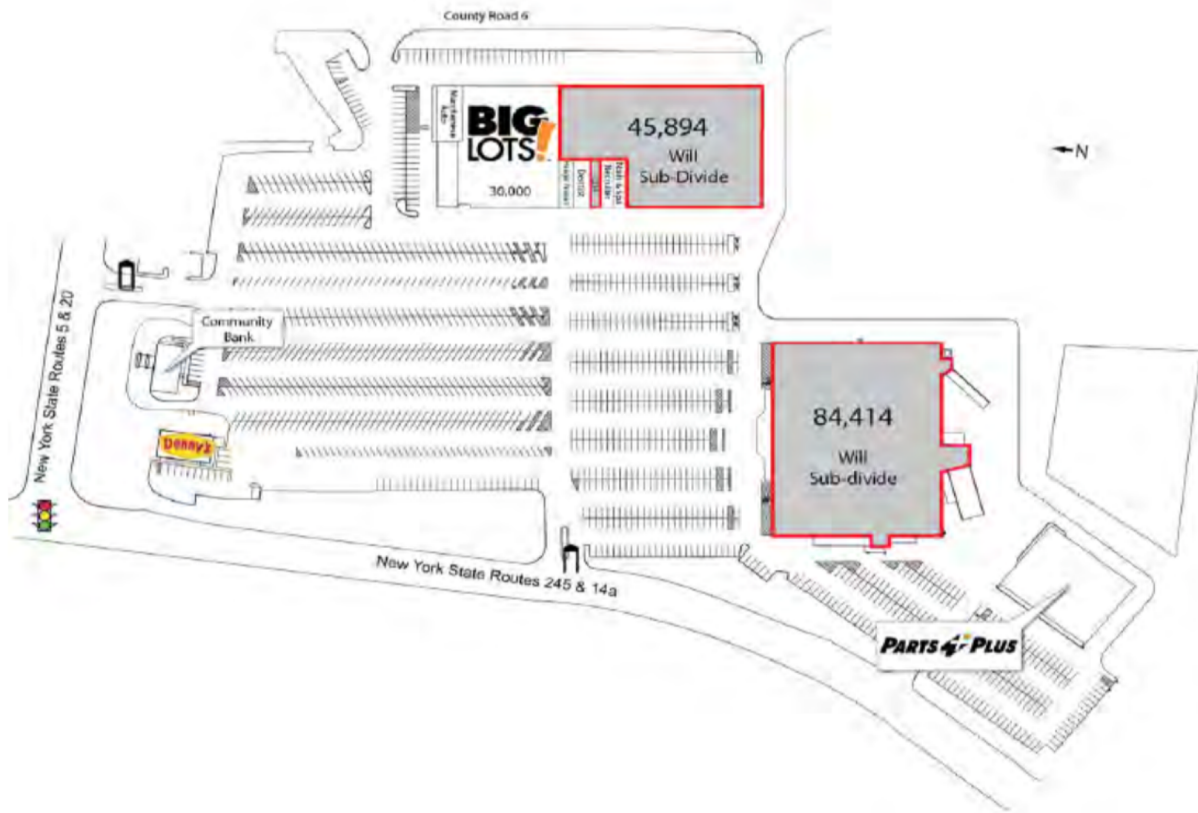 County Road 6
BIG
LOTS!
30,000
45,894
Will
Sub-Divide
Dentist
←N
New York State Routes 5 & 20
Community
Bank
Denny's
84,414
Will
Sub-divide
New York State Routes 245 & 14a
PARTS PLUS